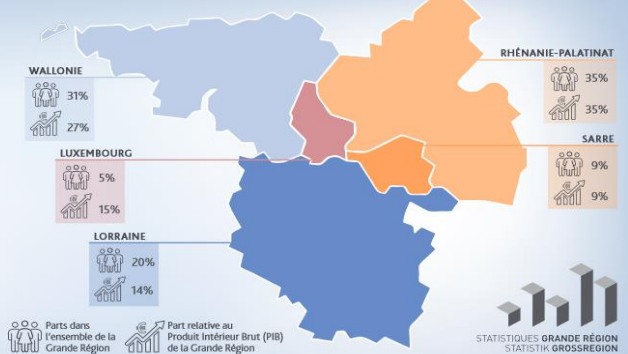 WALLONIE
31%
27%
LUXEMBOURG
5%
15%
LORRAINE
20%
14%
RHÉNANIE-PALATINAT
35%
35%
SARRE
9%
9%
Parts dans
l'ensemble de la
Grande Région
Part relative au
Produit Intérieur Brut (PIB)
de la Grande Région
STATISTIQUES GRANDE RÉGION
STATISTIK GROSSREGION